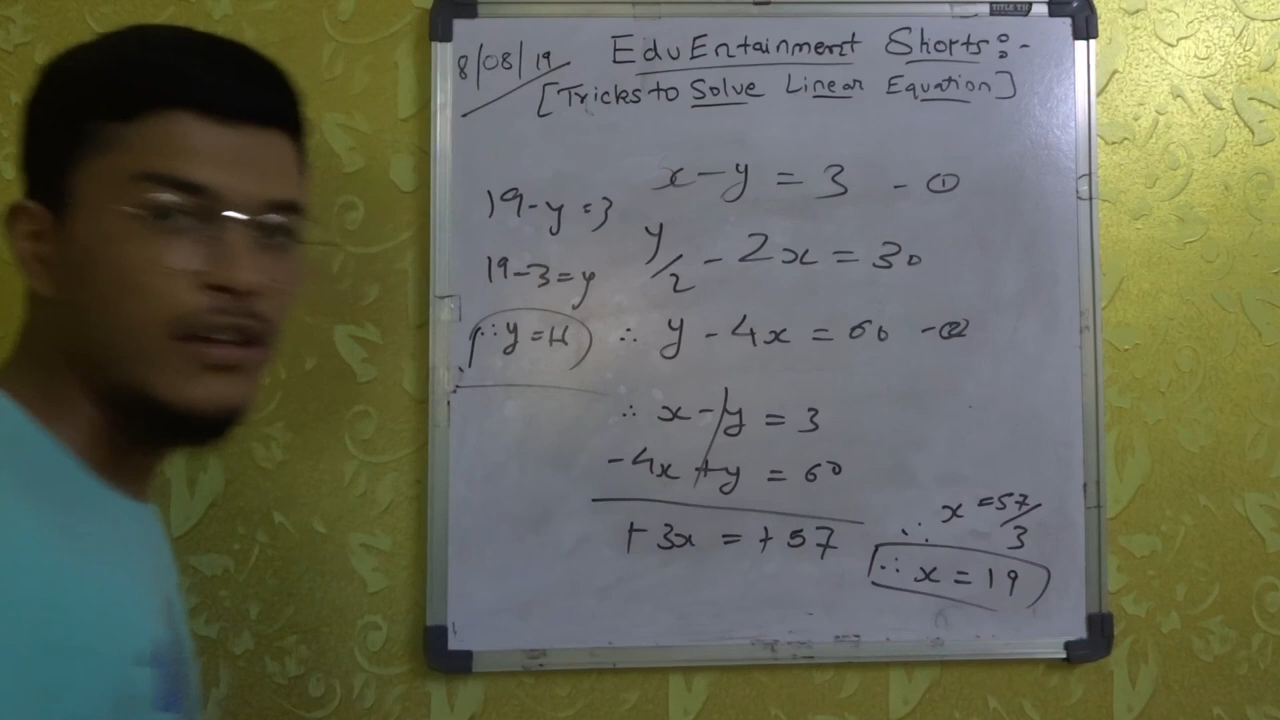 8/08/19
EduEntainment Shorts:-
[Tricks to Solve Linear Equation]
x-y = 3 - ①
y/2 - 2x = 30
∴ y - 4x = 60 - ②
∴ x - y = 3
-4x + y = 60
+3x = +57
∴ x = 57/3
∴ x = 19
19-y=3
19-3=y
∴ y =